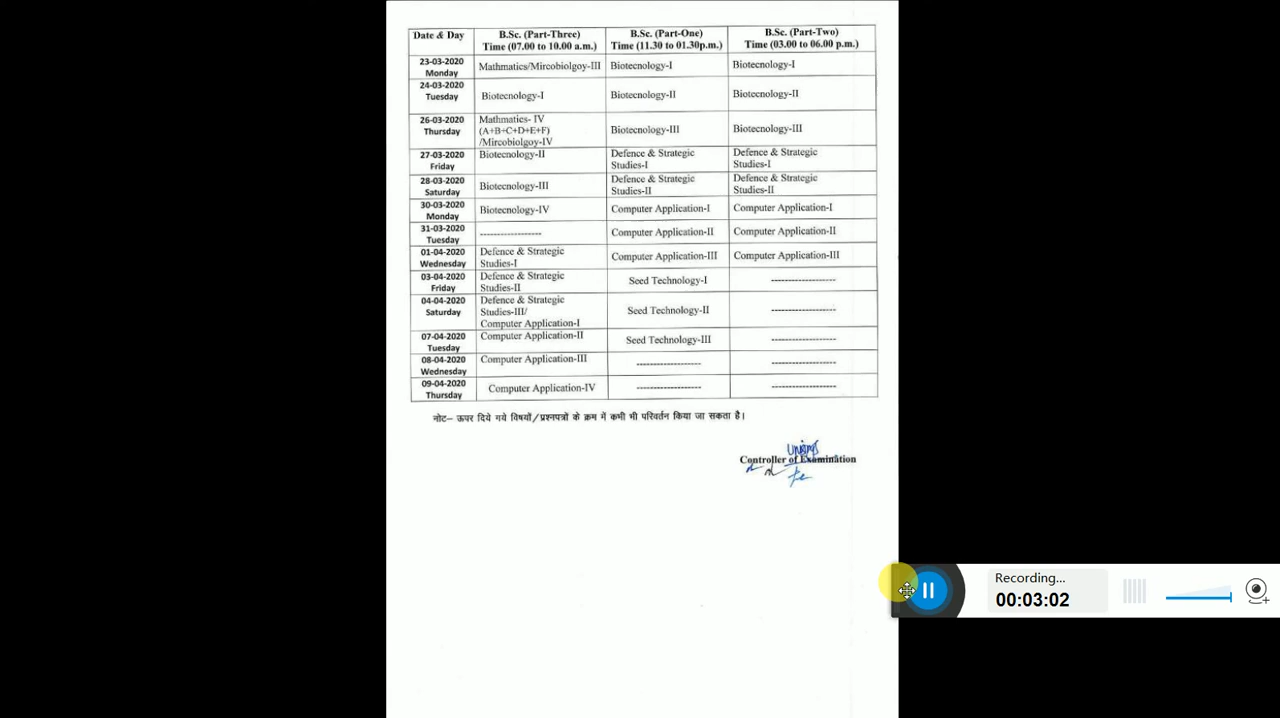 Date & Day
B.Sc. (Part-Three)
Time (07.00 to 10.00 a.m.)
B.Sc. (Part-One)
Time (11.30 to 01.30p.m.)
B.Sc. (Part-Two)
Time (03.00 to 06.00 p.m.)
23-03-2020
Monday
Mathmatics/Mircobiolgoy-III
Biotecnology-I
Biotecnology-I
24-03-2020
Tuesday
Biotecnology-I
Biotecnology-II
Biotecnology-II
26-03-2020
Thursday
Mathmatics- IV
(A+B+C+D+E+F)
/Mircobiolgoy-IV
Biotecnology-III
Biotecnology-III
27-03-2020
Friday
Biotecnology-II
Defence & Strategic
Studies-I
Defence & Strategic
Studies-I
28-03-2020
Saturday
Biotecnology-III
Defence & Strategic
Studies-II
Defence & Strategic
Studies-II
30-03-2020
Monday
Biotecnology-IV
Computer Application-I
Computer Application-I
31-03-2020
Tuesday
------------------
Computer Application-II
Computer Application-II
01-04-2020
Wednesday
Defence & Strategic
Studies-I
Computer Application-III
Computer Application-III
03-04-2020
Friday
Defence & Strategic
Studies-II
Seed Technology-I
-------------------
04-04-2020
Saturday
Defence & Strategic
Studies-III/
Computer Application-I
Seed Technology-II
-------------------
07-04-2020
Tuesday
Computer Application-II
Seed Technology-III
-------------------
08-04-2020
Wednesday
Computer Application-III
-------------------
-------------------
09-04-2020
Thursday
Computer Application-IV
-------------------
-------------------
नोट– ऊपर दिये गये विषयों/प्रश्नपत्रों के क्रम में कभी भी परिवर्तन किया जा सकता है।
Controller of Examination
Recording...
00:03:02